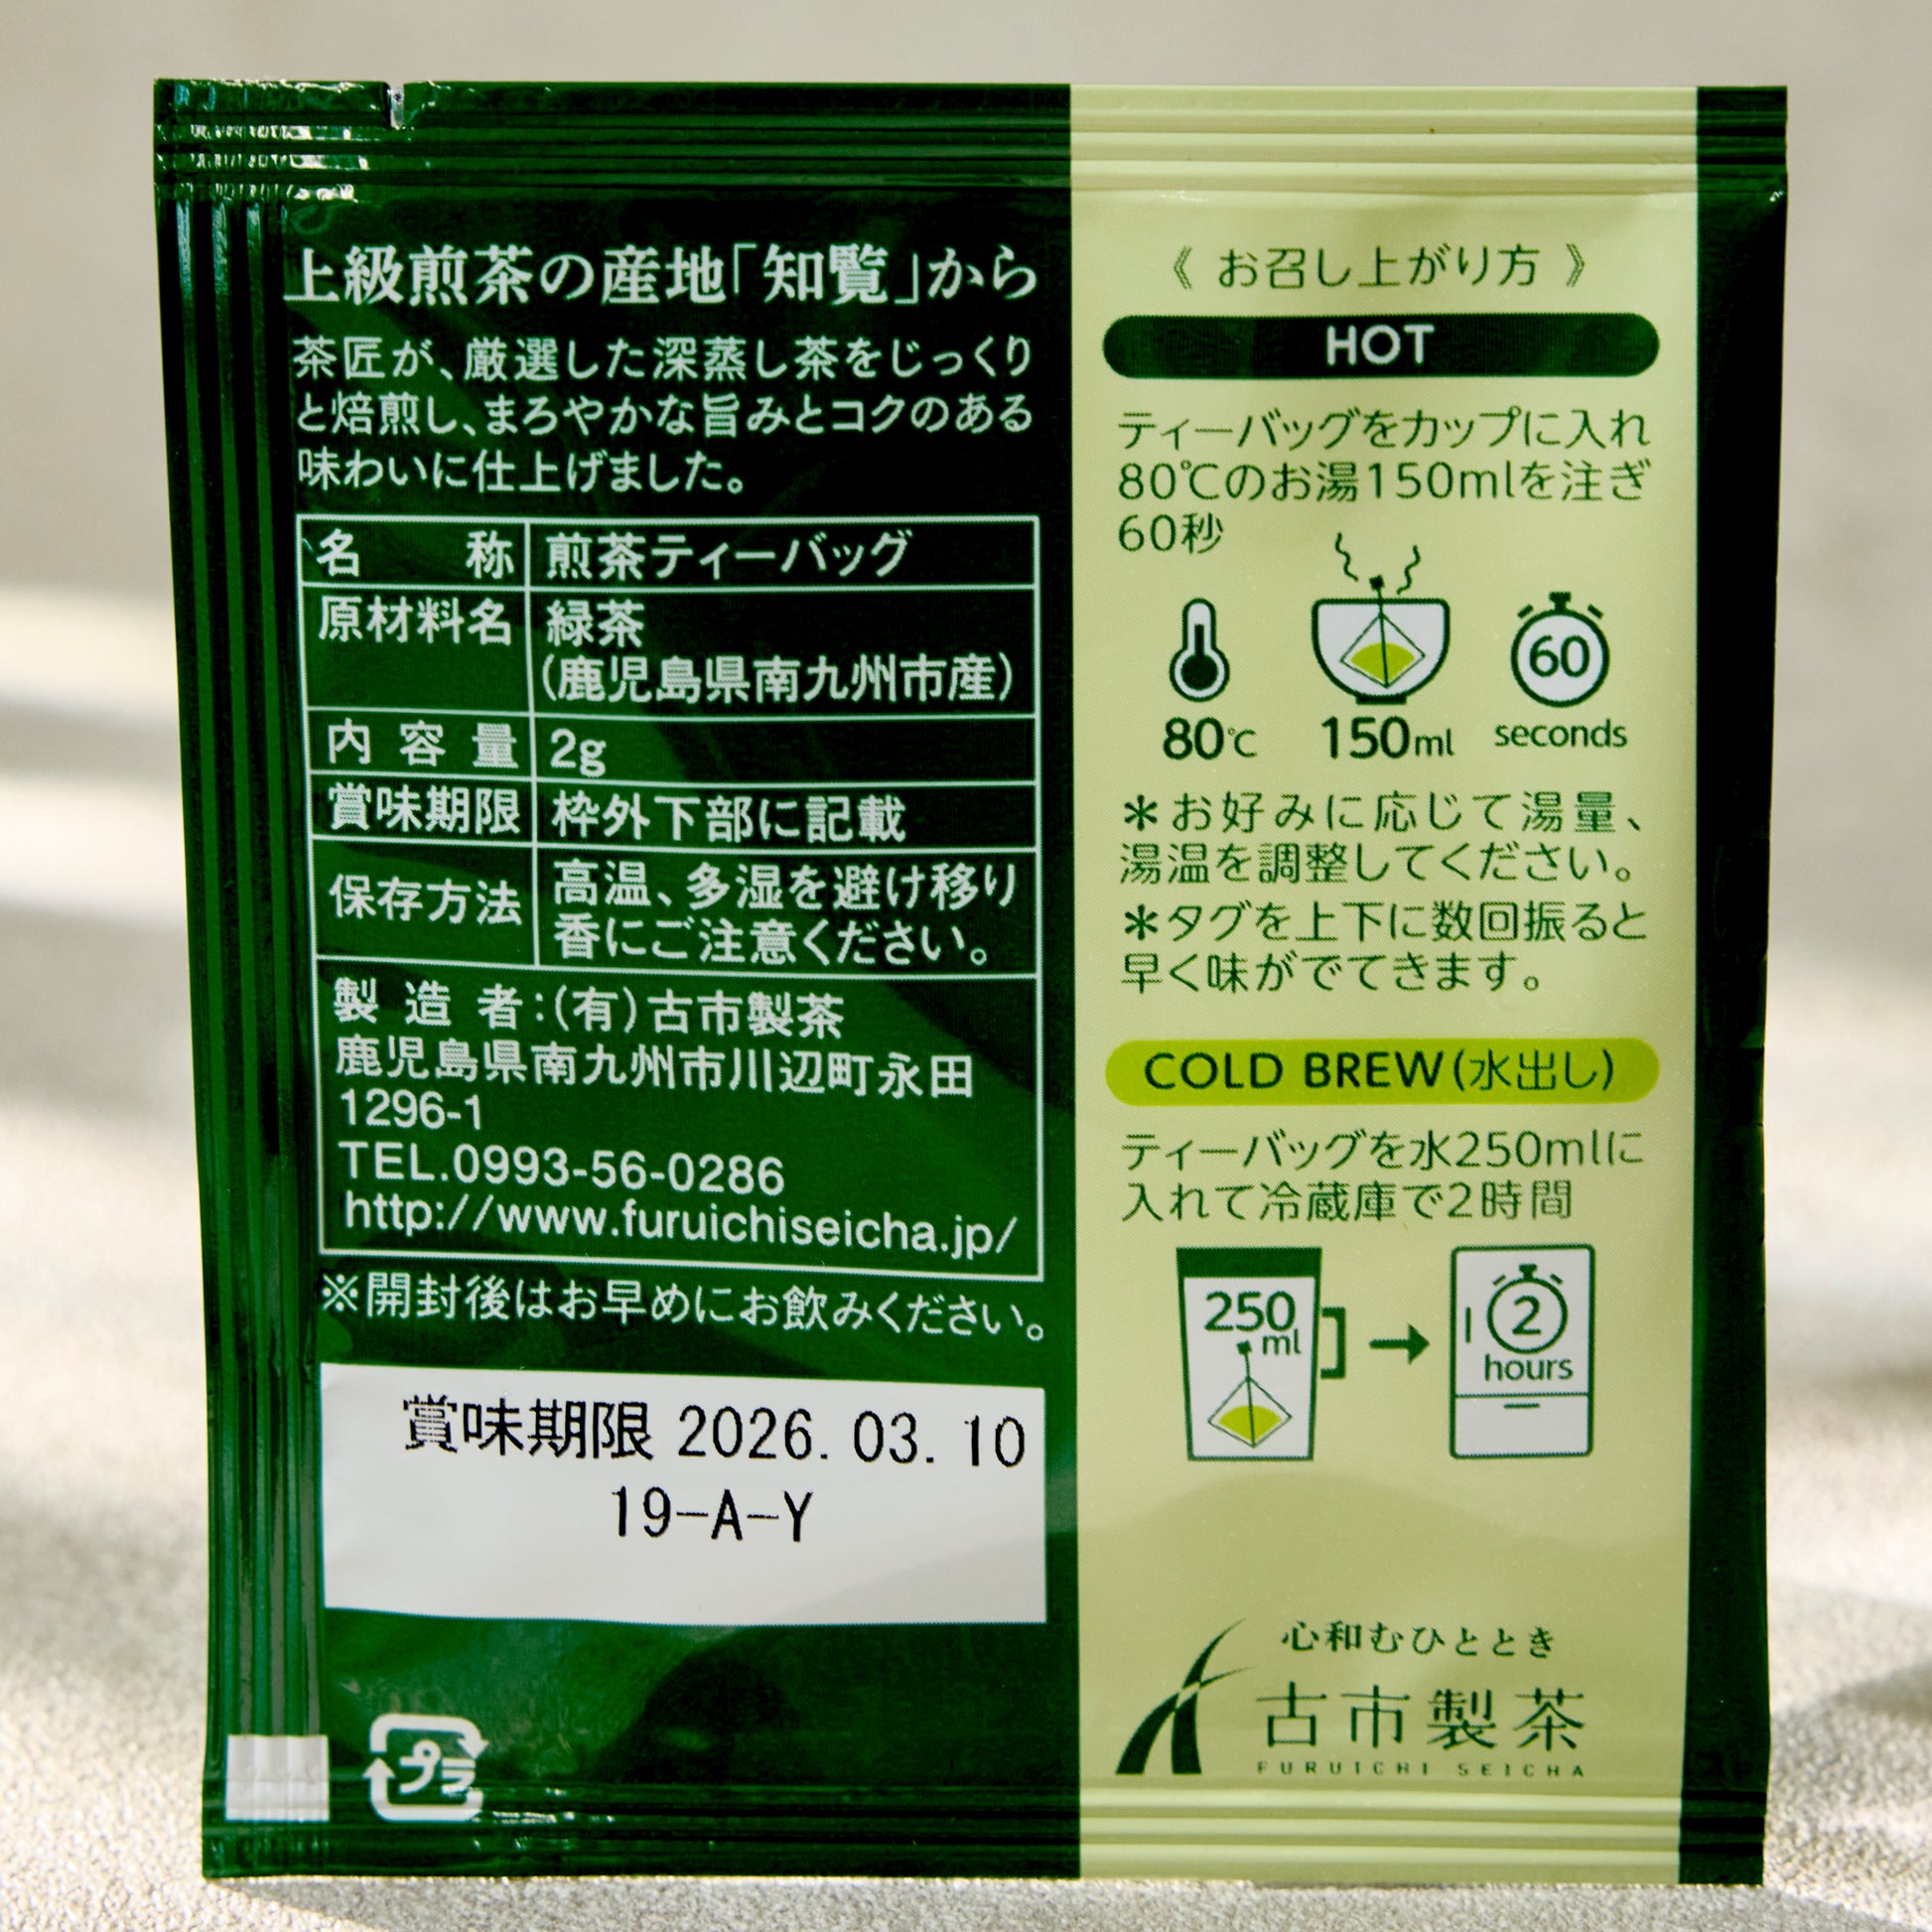 上級煎茶の産地「知覧」から
茶匠が、厳選した深蒸し茶をじっくり
と焙煎し、まろやかな旨みとコクのある
味わいに仕上げました。
名 称 煎茶ティーバッグ
原材料名 緑茶
(鹿児島県南九州市産)
内容量 2g
賞味期限 枠外下部に記載
保存方法 高温、多湿を避け移り
香にご注意ください。
製造者:(有)古市製茶
鹿児島県南九州市川辺町永田
1296-1
TEL.0993-56-0286
http://www.furuichiseicha.jp/
※開封後はお早めにお飲みください。
賞味期限 2026.03.10
19-A-Y
プラ
《 お召し上がり方 》
HOT
ティーバッグをカップに入れ
80℃のお湯150mlを注ぎ
60秒
60
80℃ 150ml seconds
＊お好みに応じて湯量、
湯温を調整してください。
＊タグを上下に数回振ると
早く味がでてきます。
COLD BREW(水出し)
ティーバッグを水250mlに
入れて冷蔵庫で2時間
250 ml
2
hours
心和むひととき
古市製茶
FURUICHI SEICHA